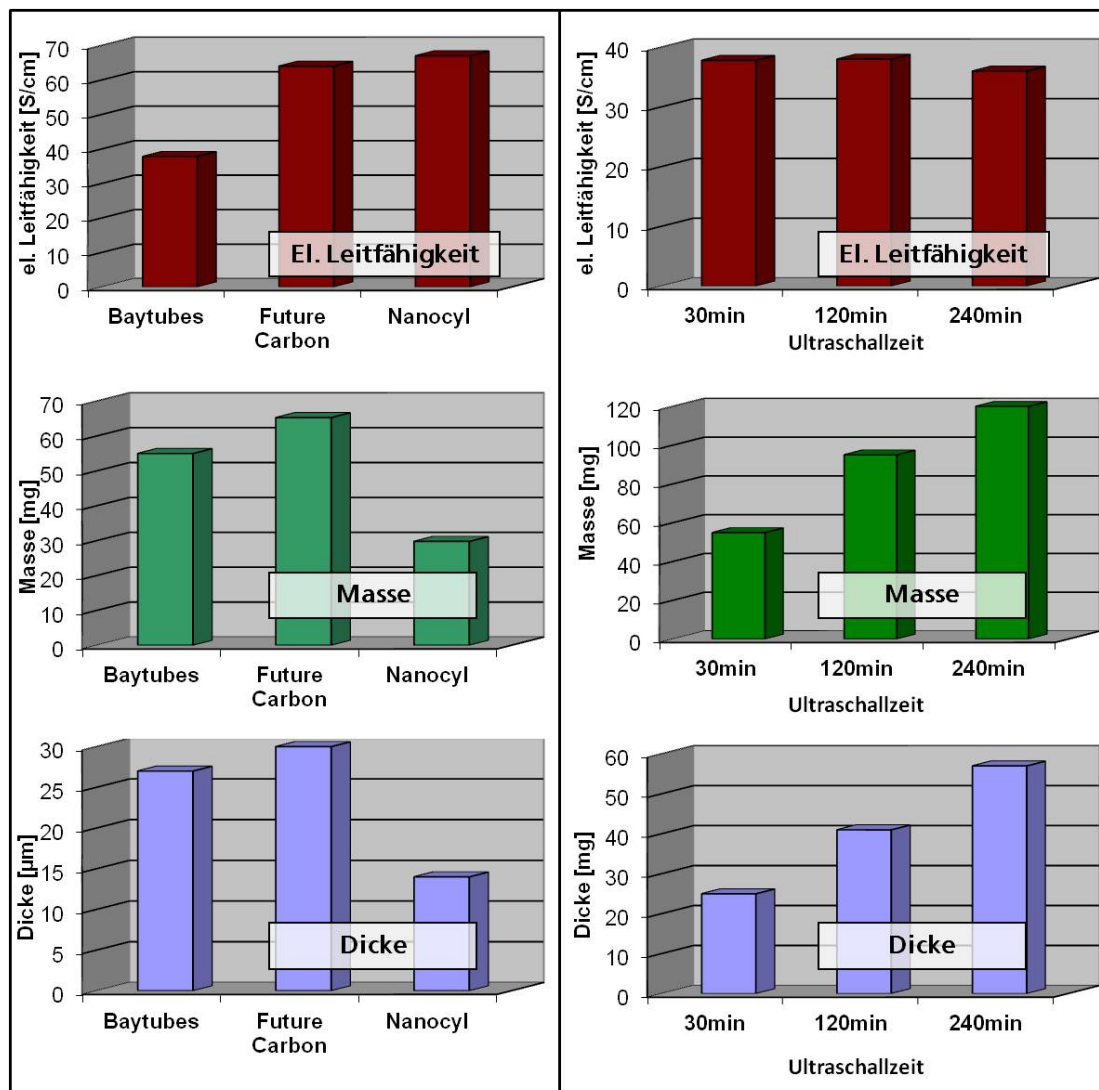 70
60
50
40
30
20
10
0
el. Leitfähigkeit [S/cm]
El. Leitfähigkeit
Baytubes
Future
Carbon
Nanocyl
40
30
20
10
0
el. Leitfähigkeit [S/cm]
El. Leitfähigkeit
30min
120min
240min
Ultraschallzeit
70
60
50
40
30
20
10
0
Masse [mg]
Masse
Baytubes
Future
Carbon
Nanocyl
120
100
80
60
40
20
0
Masse [mg]
Masse
30min
120min
240min
Ultraschallzeit
30
25
20
15
10
5
0
Dicke [µm]
Dicke
Baytubes
Future
Carbon
Nanocyl
60
50
40
30
20
10
0
Dicke [mg]
Dicke
30min
120min
240min
Ultraschallzeit